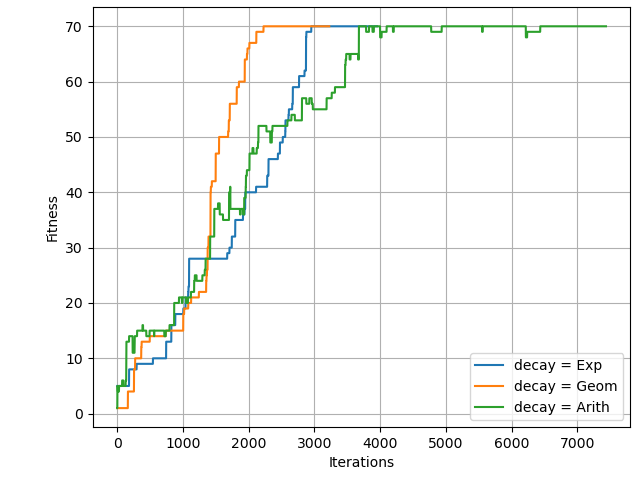 70
60
50
40
30
20
10
0
Fitness
decay = Exp
decay = Geom
decay = Arith
0 1000 2000 3000 4000 5000 6000 7000
Iterations